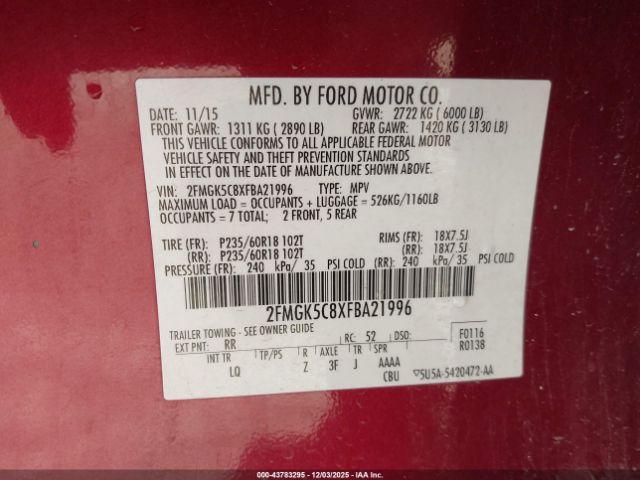 MFD. BY FORD MOTOR CO.
DATE: 11/15 GVWR: 2722 KG ( 6000 LB)
FRONT GAWR: 1311 KG ( 2890 LB) REAR GAWR: 1420 KG ( 3130 LB)
THIS VEHICLE CONFORMS TO ALL APPLICABLE FEDERAL MOTOR
VEHICLE SAFETY AND THEFT PREVENTION STANDARDS
IN EFFECT ON THE DATE OF MANUFACTURE SHOWN ABOVE.
VIN: 2FMGK5C8XFBA21996 TYPE: MPV
MAXIMUM LOAD = OCCUPANTS + LUGGAGE = 526KG/1160LB
OCCUPANTS = 7 TOTAL; 2 FRONT, 5 REAR
TIRE (FR): P235/60R18 102T RIMS (FR): 18X7.5J
(RR): P235/60R18 102T (RR): 18X7.5J
PRESSURE (FR): 240 kPa/ 35 PSI COLD (RR): 240 kPa/ 35 PSI COLD
2FMGK5C8XFBA21996
TRAILER TOWING - SEE OWNER GUIDE
EXT PNT: RR RC: 52 DSO: F0116
R0138
INT TR TP/PS R AXLE TR SPR
LQ Z 3F J AAAA
CBU
5U5A-5420472-AA
000-43783295 - 12/03/2025 - IAA Inc.